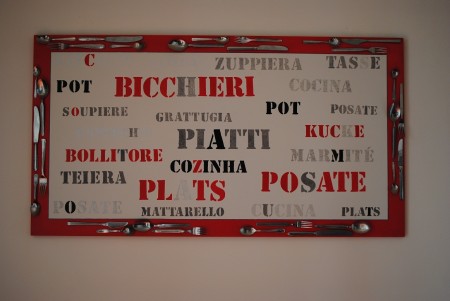 C ZUPPIERA TASSE
POT BICCHIERI COCINA
SOUPIERE GRATTUGIA POT POSATE
H PIATTI KUCKE
BOLLITORE MARMITÉ
TEIERA COZINHA
PLATS POSATE
POSATE MATTARELLO CUCINA PLATS